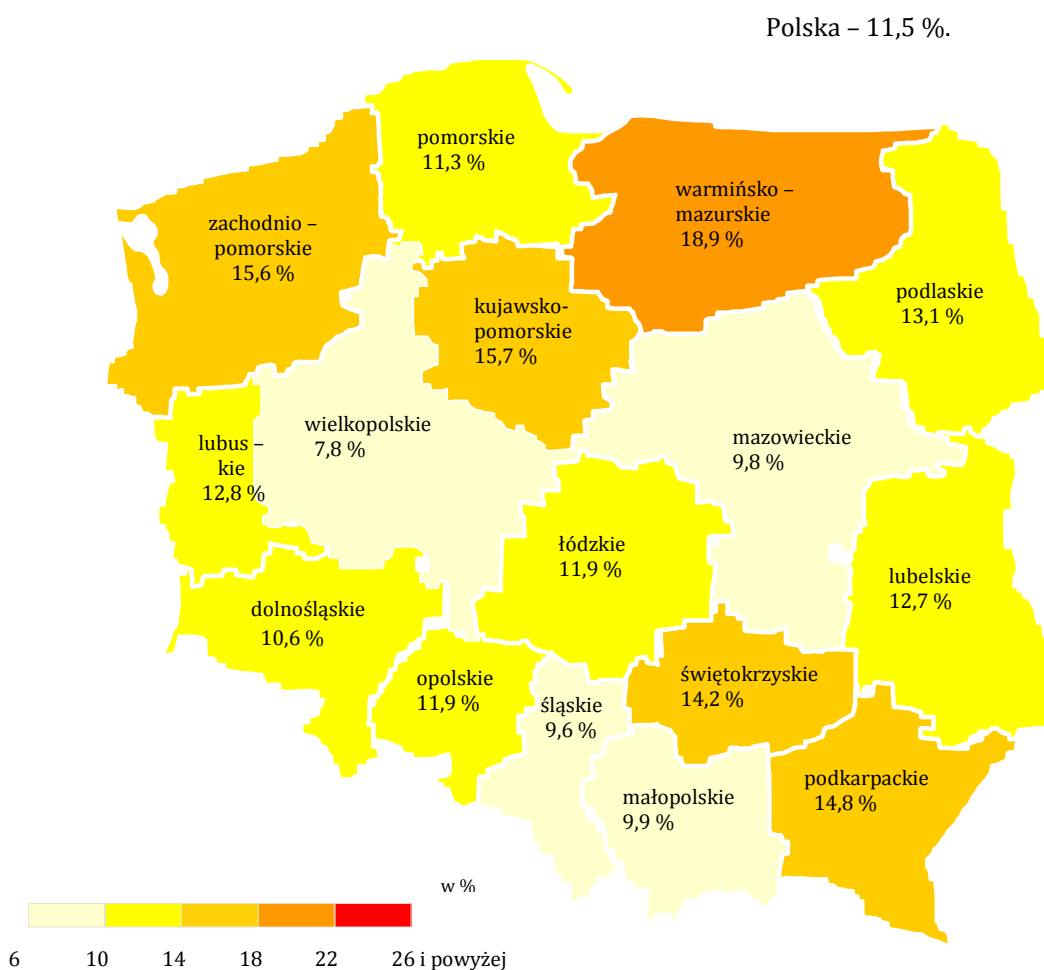 Polska – 11,5 %.
pomorskie
11,3 %
warmińsko –
mazurskie
18,9 %
zachodnio –
pomorskie
15,6 %
podlaskie
13,1 %
kujawsko-
pomorskie
15,7 %
wielkopolskie
7,8 %
mazowieckie
9,8 %
lubus –
kie
12,8 %
łódzkie
11,9 %
lubelskie
12,7 %
dolnośląskie
10,6 %
opolskie
11,9 %
śląskie
9,6 %
świętokrzyskie
14,2 %
małopolskie
9,9 %
podkarpackie
14,8 %
w %
6 10 14 18 22 26 i powyżej